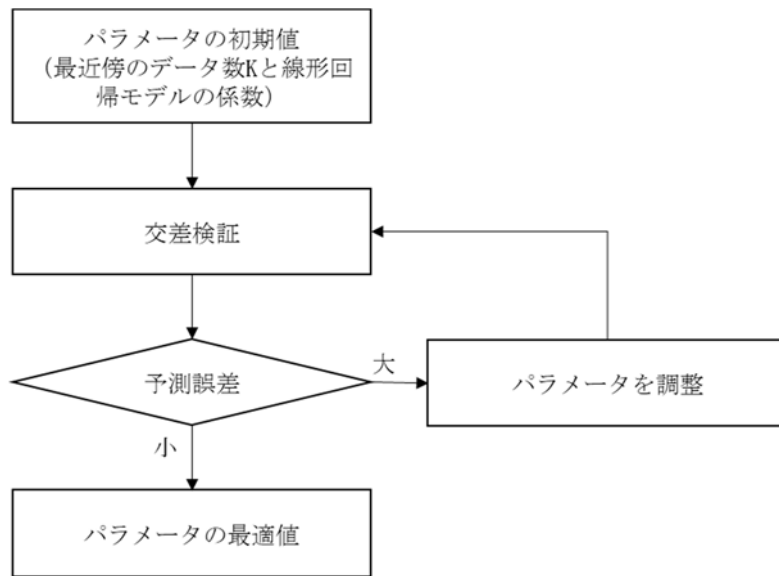 パラメータの初期値
（最近傍のデータ数Kと線形回
帰モデルの係数）
交差検証
予測誤差
大
パラメータを調整
小
パラメータの最適値